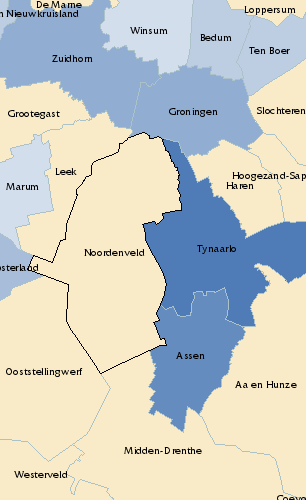 De Marne
Loppersum
n Nieuwkruisland
Winsum
Bedum
Ten Boer
Zuidhorn
Grootegast
Groningen
Slochteren
Leek
Hoogezand-Sap
Marum
Haren
Noordenveld
Tynaarlo
osterland
Assen
Ooststellingwerf
Aa en Hunze
Midden-Drenthe
Westerveld
Coevo